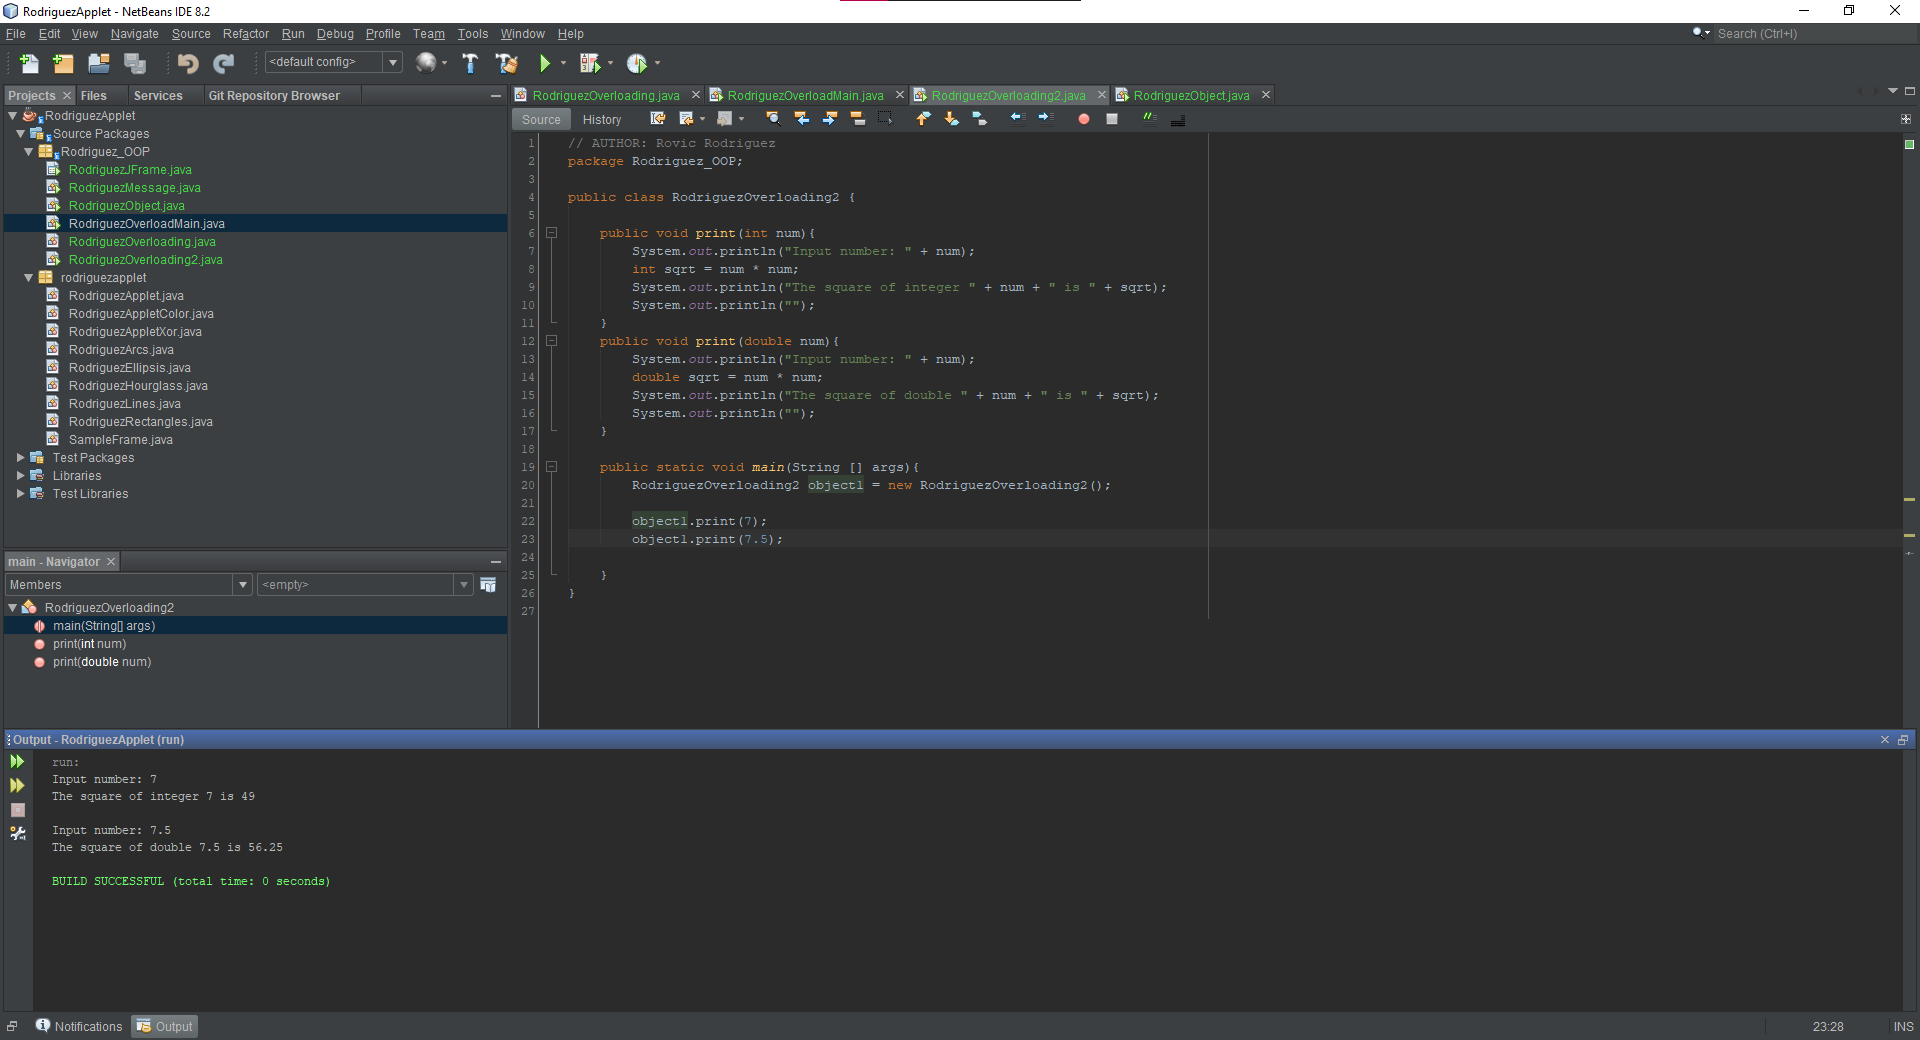 RodriguezApplet - NetBeans IDE 8.2
File Edit View Navigate Source Refactor Run Debug Profile Team Tools Window Help
Search (Ctrl+I)
<default config>
Projects Files Services Git Repository Browser
RodriguezApplet
Source Packages
Rodriguez_OOP
RodriguezJFrame.java
RodriguezMessage.java
RodriguezObject.java
RodriguezOverloadMain.java
RodriguezOverloading.java
RodriguezOverloading2.java
rodriguezapplet
RodriguezApplet.java
RodriguezAppletColor.java
RodriguezAppletXor.java
RodriguezArcs.java
RodriguezEllipsis.java
RodriguezHourglass.java
RodriguezLines.java
RodriguezRectangles.java
SampleFrame.java
Test Packages
Libraries
Test Libraries
main - Navigator
Members
<empty>
RodriguezOverloading2
main(String[] args)
print(int num)
print(double num)
RodriguezOverloading.java RodriguezOverloadMain.java RodriguezOverloading2.java RodriguezObject.java
Source History
1 // AUTHOR: Rovic Rodriguez
2 package Rodriguez_OOP;
3
4 public class RodriguezOverloading2 {
5
6 public void print(int num){
7 System.out.println("Input number: " + num);
8 int sqrt = num * num;
9 System.out.println("The square of integer " + num + " is " + sqrt);
10 System.out.println("");
11 }
12 public void print(double num){
13 System.out.println("Input number: " + num);
14 double sqrt = num * num;
15 System.out.println("The square of double " + num + " is " + sqrt);
16 System.out.println("");
17 }
18
19 public static void main(String [] args){
20 RodriguezOverloading2 object1 = new RodriguezOverloading2();
21
22 object1.print(7);
23 object1.print(7.5);
24
25 }
26 }
27
Output - RodriguezApplet (run)
run:
Input number: 7
The square of integer 7 is 49
Input number: 7.5
The square of double 7.5 is 56.25
BUILD SUCCESSFUL (total time: 0 seconds)
Notifications Output
23:28 INS